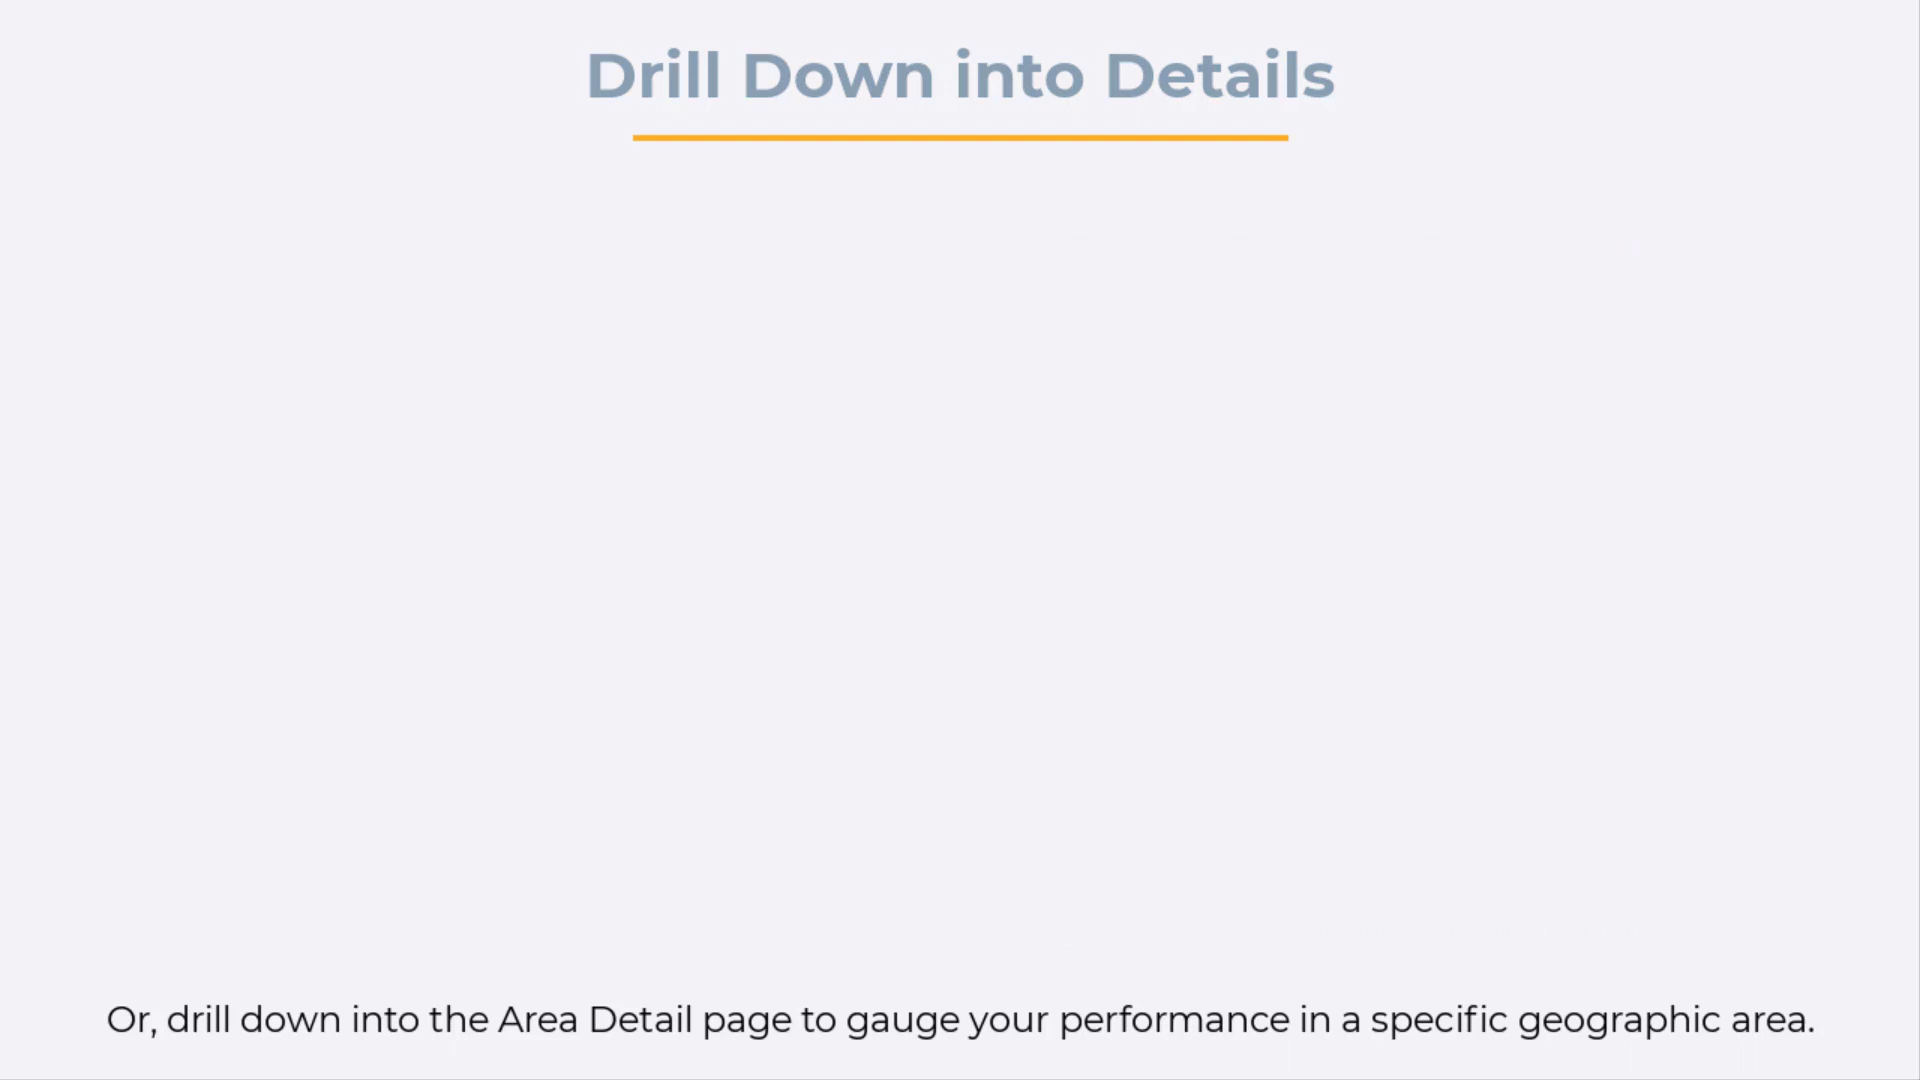 Drill Down into Details
Or, drill down into the Area Detail page to gauge your performance in a specific geographic area.